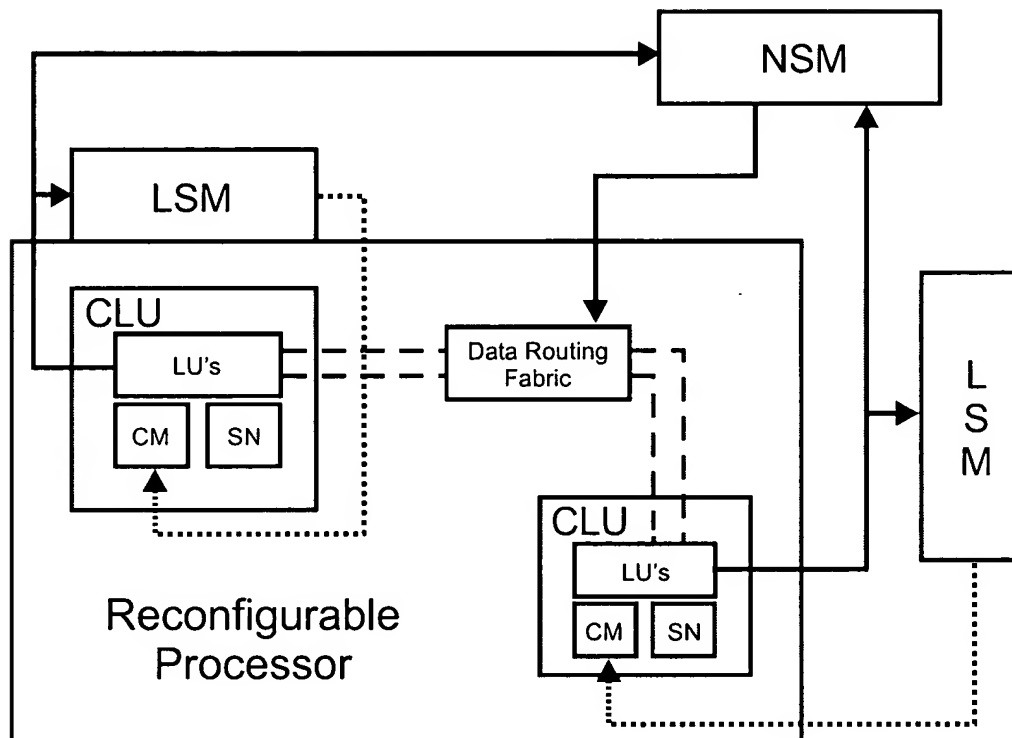 NSM
LSM
CLU
LU's
CM SN
Data Routing
Fabric
L
S
M
CLU
LU's
CM SN
Reconfigurable
Processor